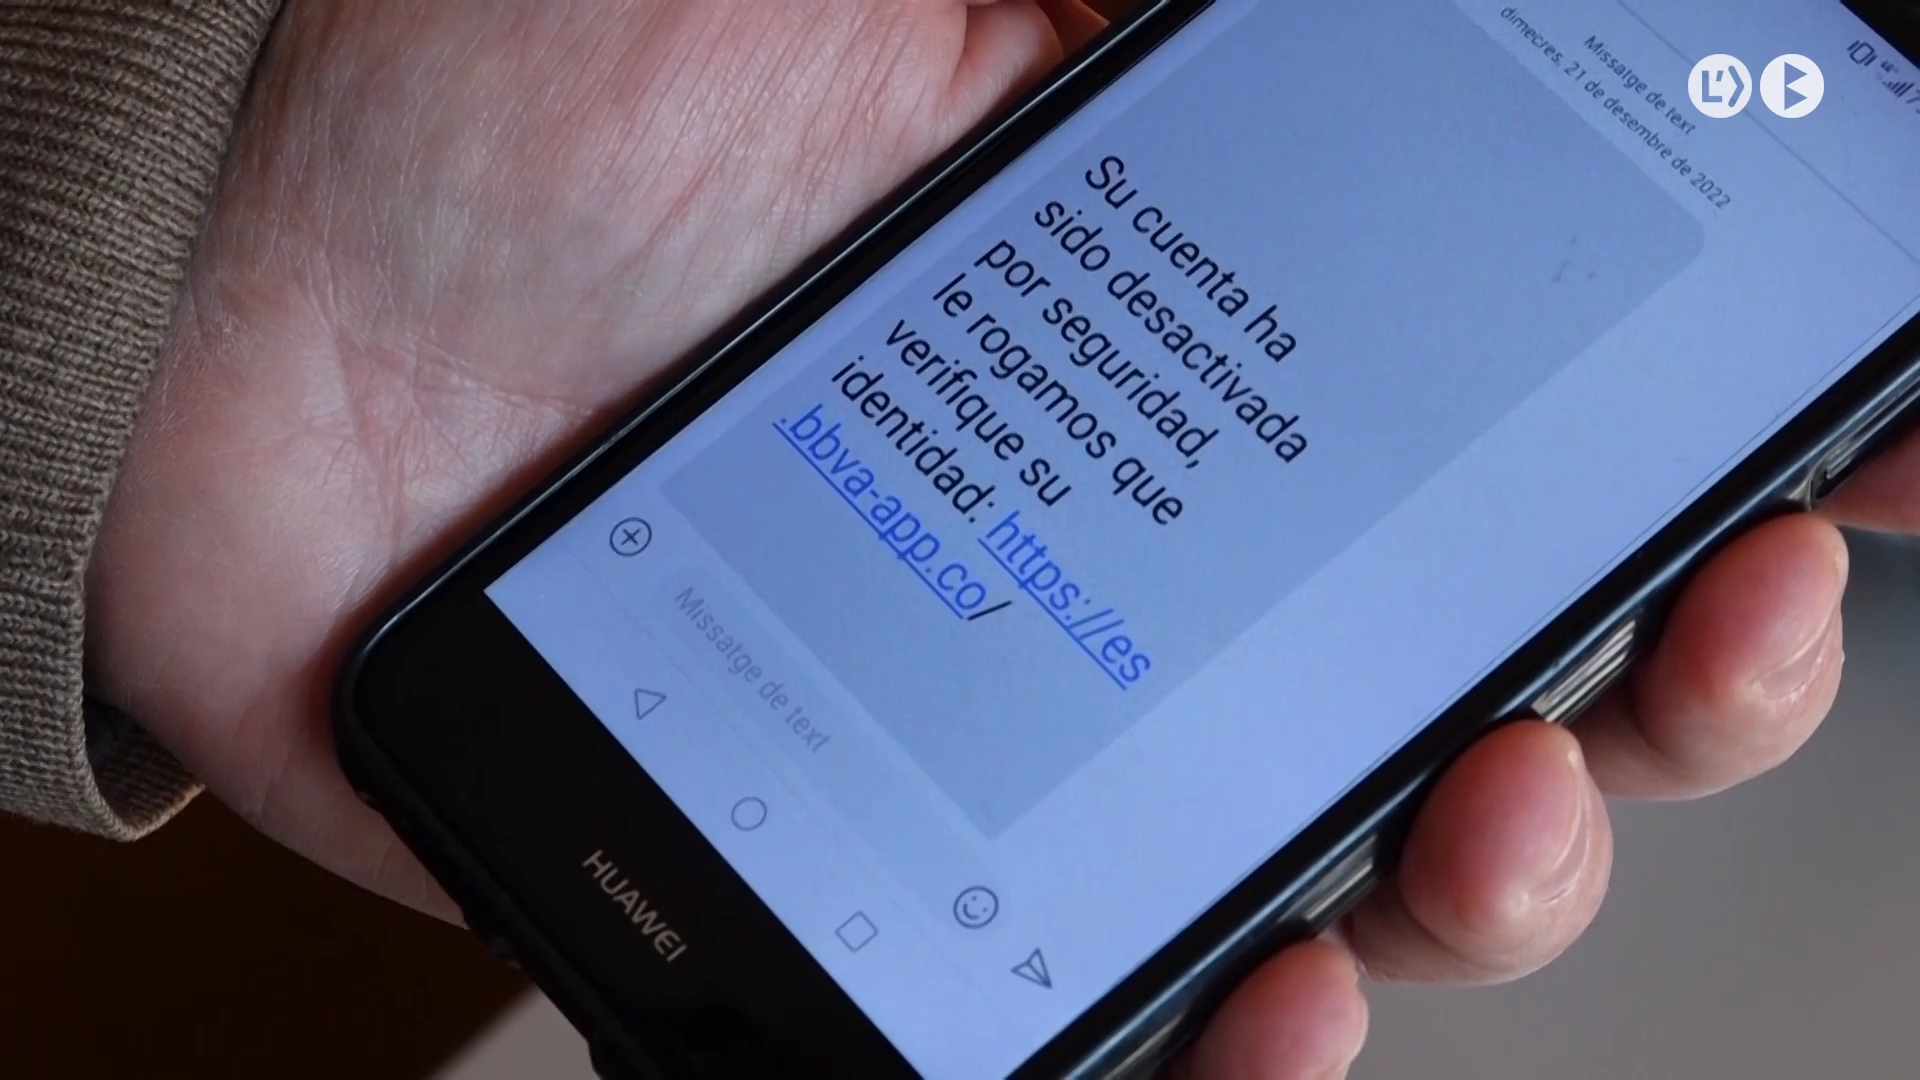 Missatge de text
dimecres, 21 de desembre de 2022
Su cuenta ha
sido desactivada
por seguridad,
le rogamos que
verifique su
identidad: https://es
.bbva-app.co/
Missatge de text
HUAWEI